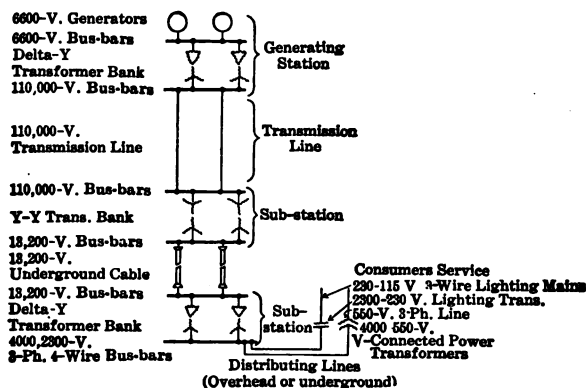 6600-V. Generators
6600-V. Bus-bars
Delta-Y
Transformer Bank
110,000-V. Bus-bars
Generating
Station
110,000-V.
Transmission Line
Transmission
Line
110,000-V. Bus-bars
Y-Y Trans. Bank
Sub-station
13,200-V. Bus-bars
13,200-V.
Underground Cable
13,200-V. Bus-bars
Delta-Y
Transformer Bank
4000,2300-V.
3-Ph. 4-Wire Bus-bars
Sub-
station
Consumers Service
230-115 V 3-Wire Lighting Mains
2300-230 V. Lighting Trans.
550-V. 3-Ph. Line
4000 550-V.
V-Connected Power
Transformers
Distributing Lines
(Overhead or underground)